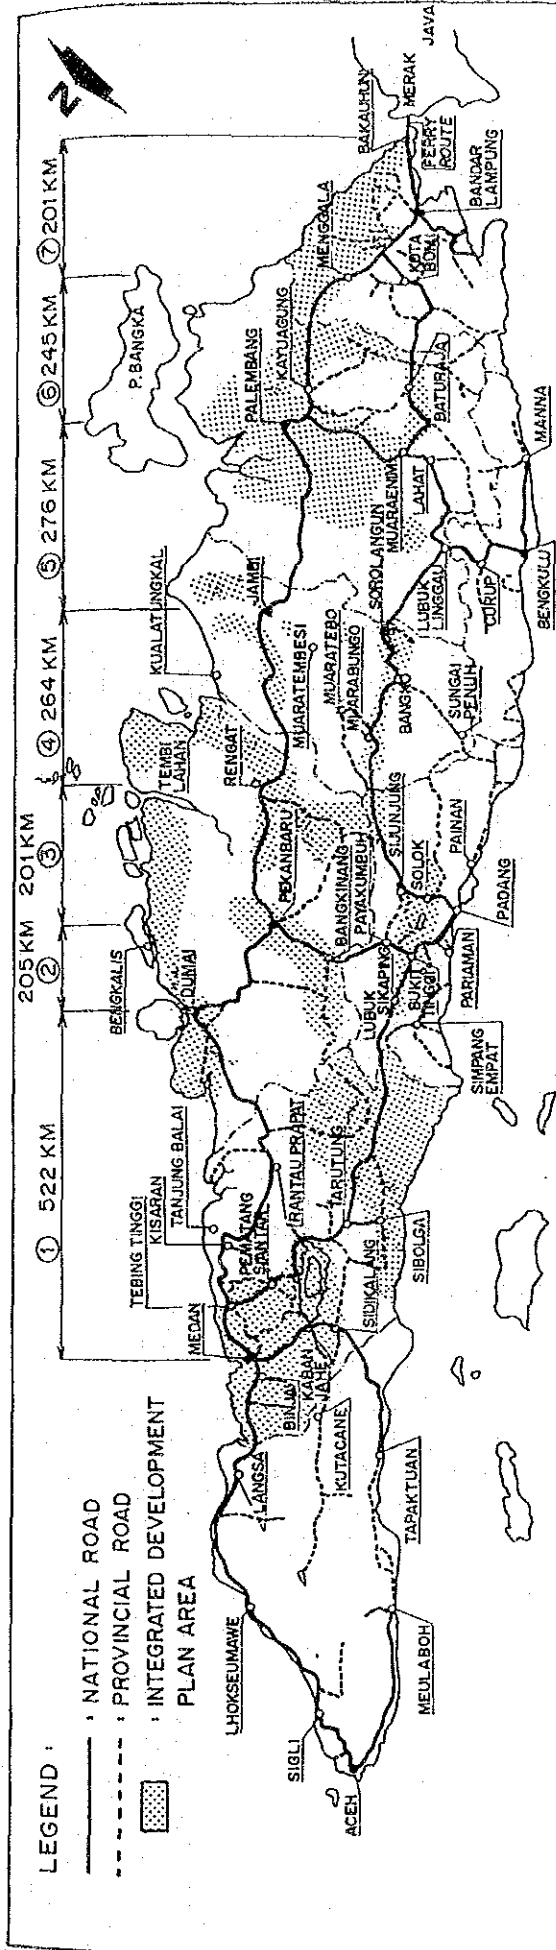 LEGEND :
: NATIONAL ROAD
: PROVINCIAL ROAD
: INTEGRATED DEVELOPMENT
PLAN AREA
① 522 KM
② 205 KM
③ 201 KM
④ 264 KM
⑤ 276 KM
⑥ 245 KM
⑦ 201 KM
N
ACEH
SIGLI
LHOKSEUMAWE
LANGSA
MEULABOH
TAPAKTUAN
KUTACANE
BINJAI
KABAN
JAHE
MEDAN
TEBING TINGGI
KISARAN
TANJUNG BALAI
PEMATANG
SIANTAR
RANTAU PRAPAT
TARUTUNG
SIDIKALANG
SIBOLGA
BENGKALIS
DUMAI
PEKANBARU
BANGKINANG
PAYAKUMBUH
LUBUK
SIKAPING
BUKIT
TINGGI
SIMPANG
EMPAT
PARIAMAN
PADANG
SOLOK
PAINAN
SIJUNJUNG
TEMBI
LAHAN
RENGAT
KUALATUNGKAL
JAMBI
MUARATEMBESI
MUARATEBO
MUARABUNGO
BANGKO
SUNGAI
PENUH
SOROLANGUN
LUBUK
LINGGAU
CURUP
BENGKULU
MUARAENIM
LAHAT
MANNA
PALEMBANG
KAYUAGUNG
BATURAJA
P. BANGKA
MENGGALA
KOTA
BUMI
BANDAR
LAMPUNG
BAKAUHUNI
FERRY
ROUTE
MERAK
JAVA